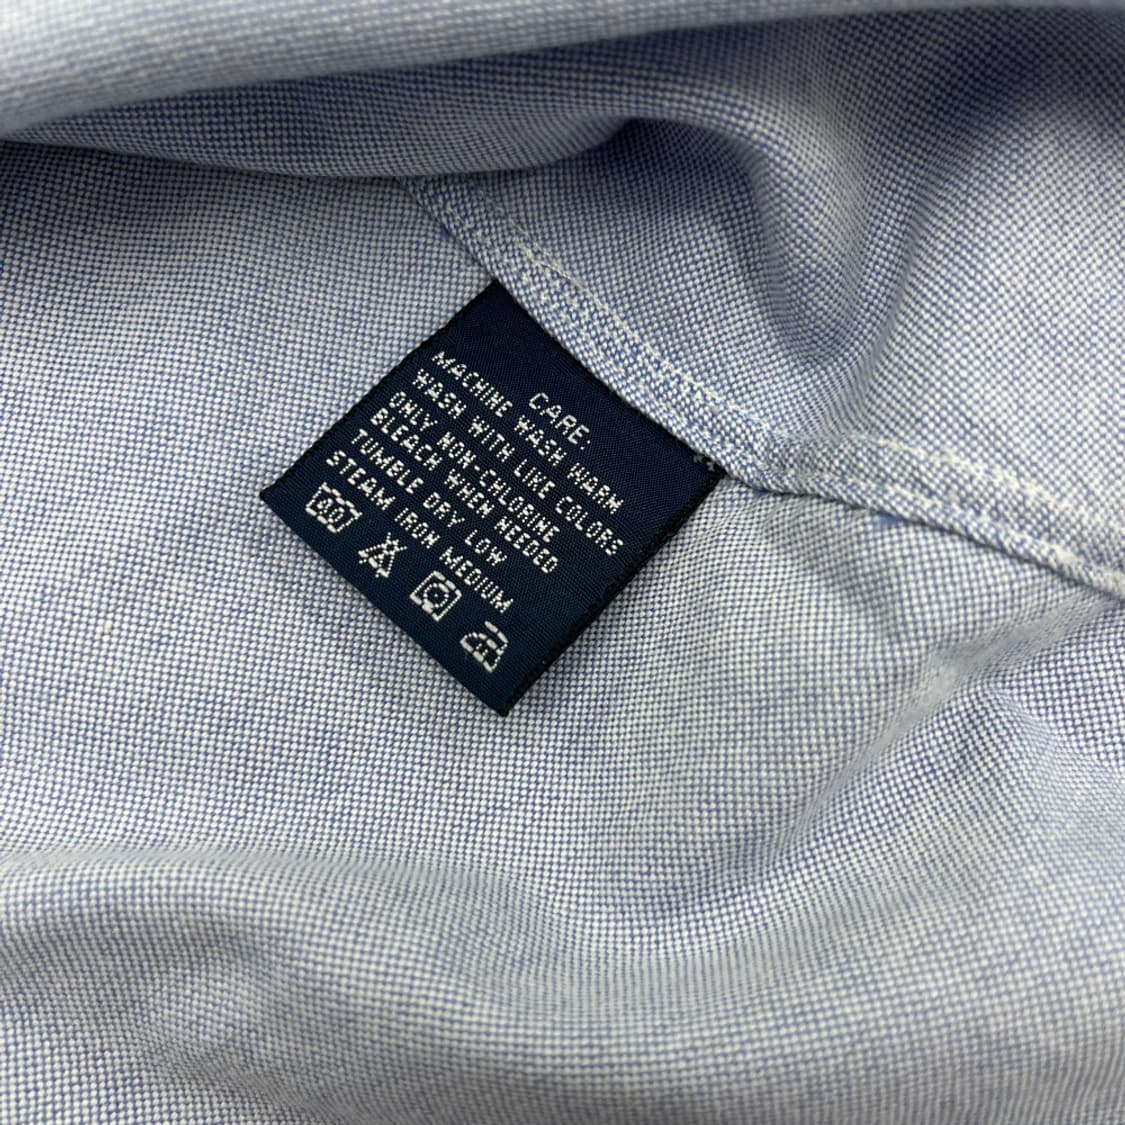 CARE:
MACHINE WASH WARM
WASH WITH LIKE COLORS
ONLY NON-CHLORINE
BLEACH WHEN NEEDED
TUMBLE DRY LOW
STEAM IRON MEDIUM